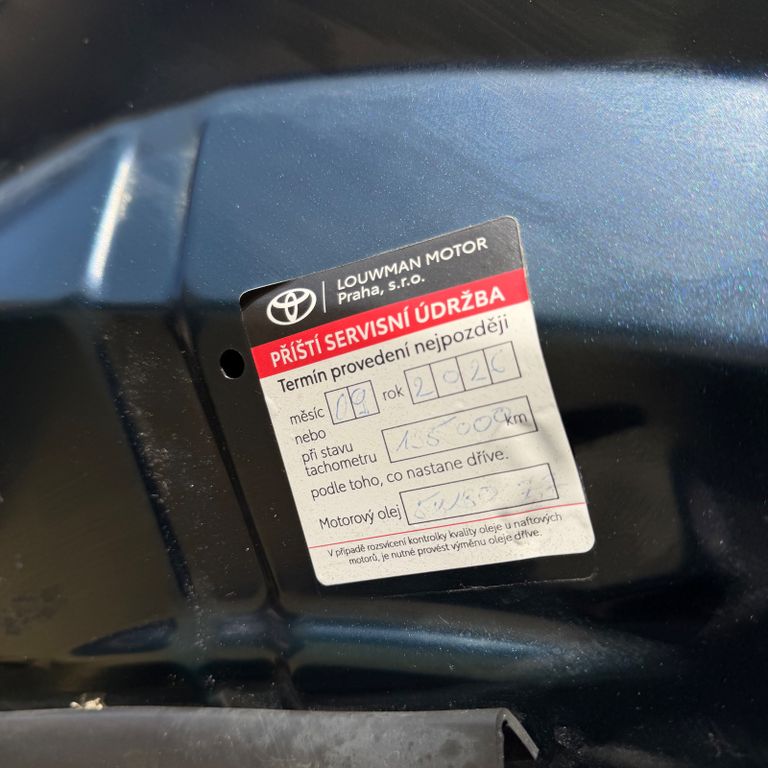 LOUWMAN MOTOR
Praha, s.r.o.
PŘÍŠTÍ SERVISNÍ ÚDRŽBA
Termín provedení nejpozději
měsíc 09 rok 2026
nebo
při stavu
tachometru 135 000 km
podle toho, co nastane dříve.
Motorový olej
V případě rozsvícení kontrolky kvality oleje u naftových
motorů, je nutné provést výměnu oleje dříve.